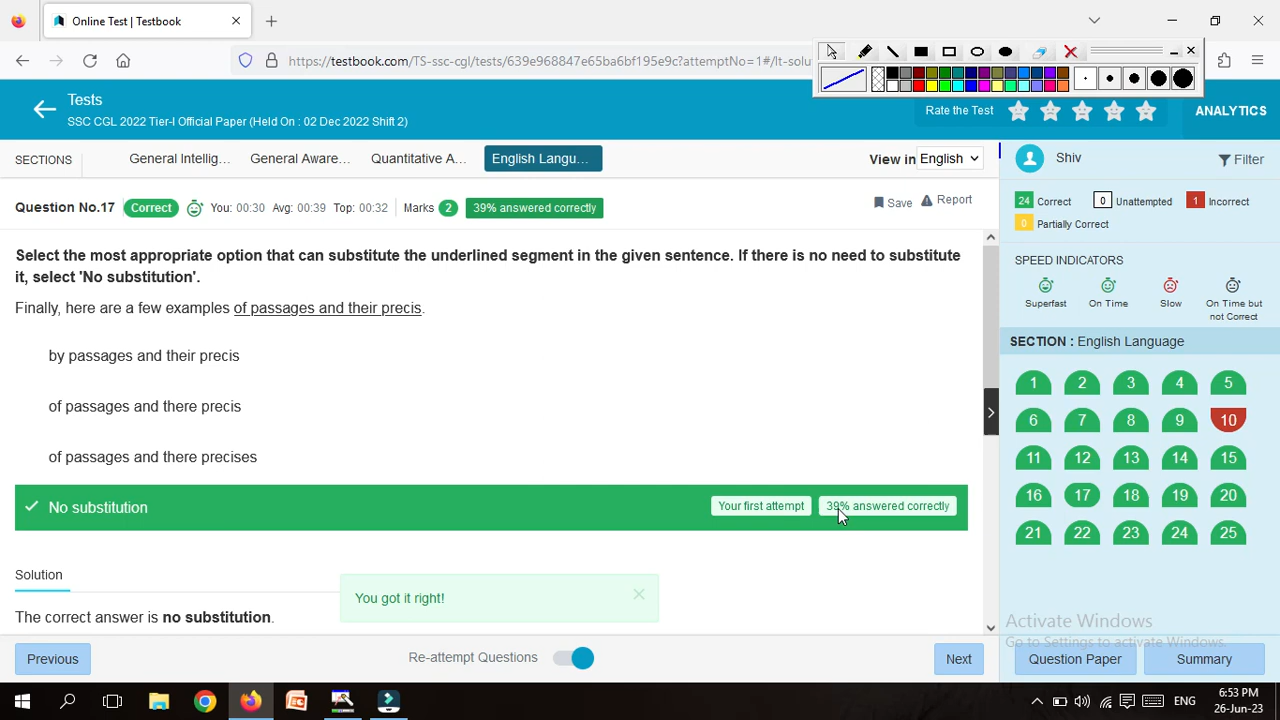 Online Test | Testbook
https://testbook.com/TS-ssc-cgl/tests/639e968847e65ba6bf195e9c?attemptNo=1#/lt-solu
Tests
SSC CGL 2022 Tier-I Official Paper (Held On : 02 Dec 2022 Shift 2)
Rate the Test
ANALYTICS
SECTIONS
General Intellig...
General Aware...
Quantitative A...
English Langu...
View in English
Shiv
Filter
Question No.17 Correct You: 00:30 Avg: 00:39 Top: 00:32 Marks 2 39% answered correctly
Save
Report
24 Correct 0 Unattempted 1 Incorrect
0 Partially Correct
Select the most appropriate option that can substitute the underlined segment in the given sentence. If there is no need to substitute
it, select 'No substitution'.
Finally, here are a few examples of passages and their precis.
by passages and their precis
of passages and there precis
of passages and there precises
No substitution
Your first attempt
39% answered correctly
Solution
You got it right!
The correct answer is no substitution.
SPEED INDICATORS
Superfast On Time Slow On Time but
not Correct
SECTION : English Language
1 2 3 4 5
6 7 8 9 10
11 12 13 14 15
16 17 18 19 20
21 22 23 24 25
Activate Windows
Go to Settings to activate Windows.
Previous
Re-attempt Questions
Next
Question Paper
Summary
ENG
6:53 PM
26-Jun-23